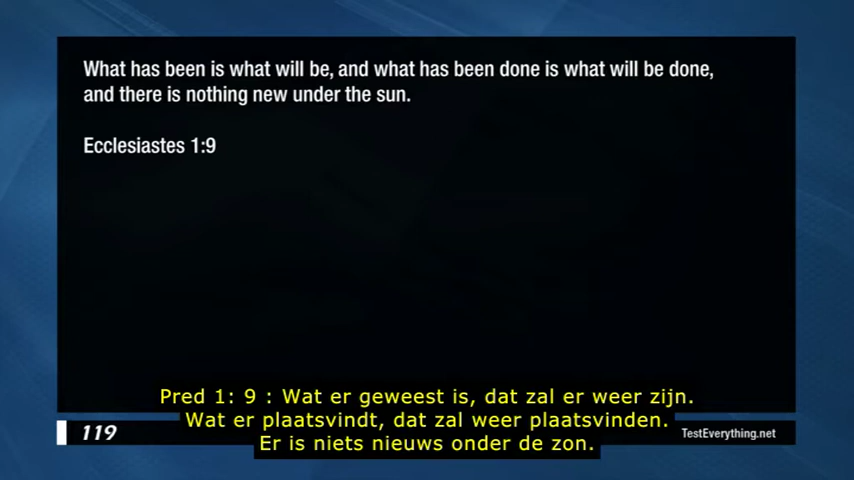 What has been is what will be, and what has been done is what will be done,
and there is nothing new under the sun.
Ecclesiastes 1:9
Pred 1: 9 : Wat er geweest is, dat zal er weer zijn.
Wat er plaatsvindt, dat zal weer plaatsvinden.
Er is niets nieuws onder de zon.
119
TestEverything.net